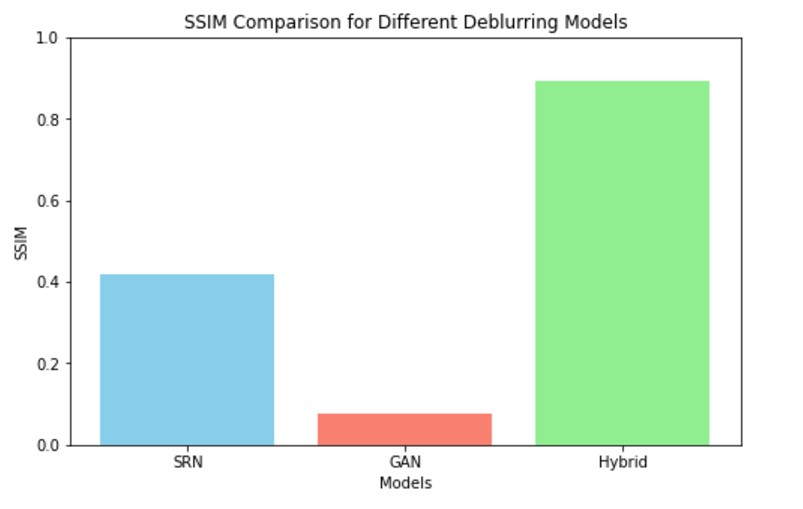 SSIM Comparison for Different Deblurring Models
1.0
0.8
0.6
0.4
0.2
0.0
SSIM
SRN GAN Hybrid
Models